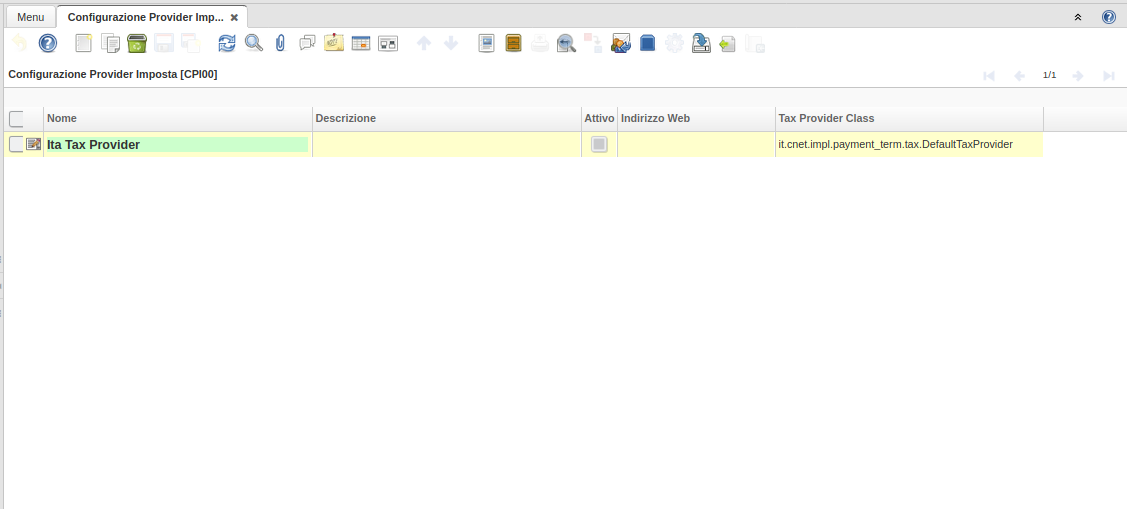 Menu
Configurazione Provider Imp...
Configurazione Provider Imposta [CPI00]
1/1
Nome Descrizione Attivo Indirizzo Web Tax Provider Class
Ita Tax Provider it.cnet.impl.payment_term.tax.DefaultTaxProvider